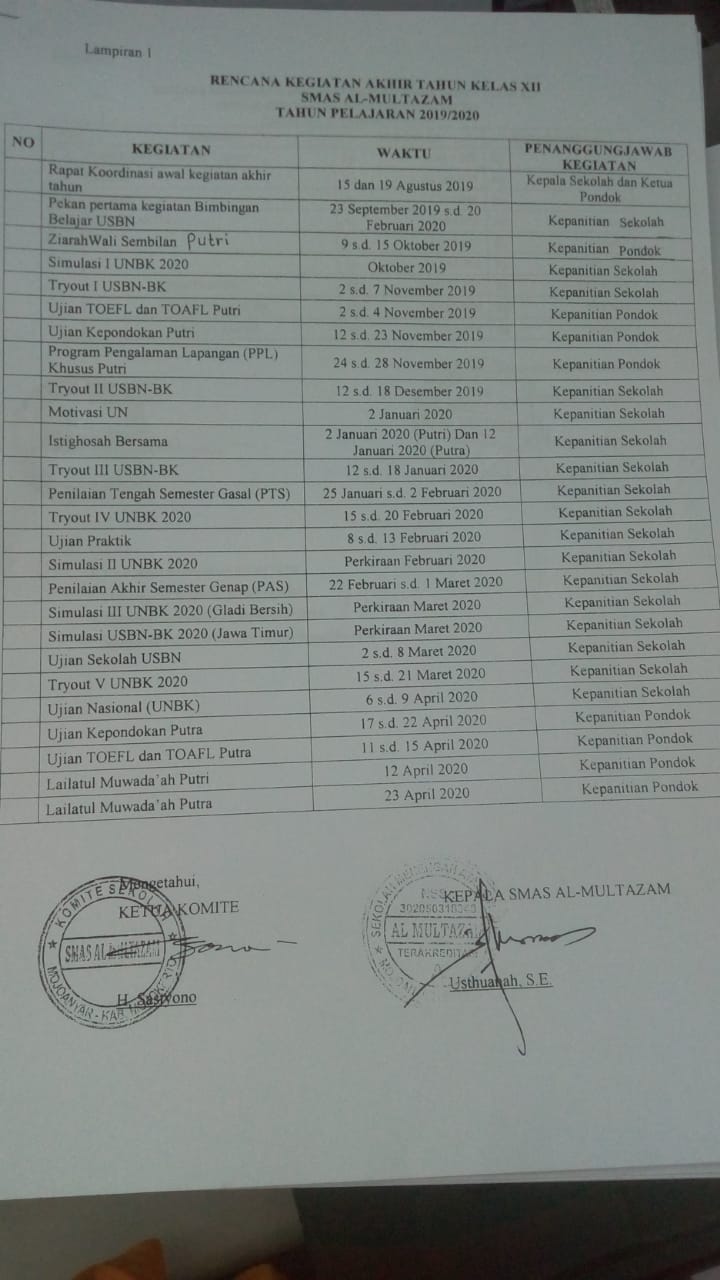 Lampiran 1
RENCANA KEGIATAN AKHIR TAHUN KELAS XII
SMAS AL-MULTAZAM
TAHUN PELAJARAN 2019/2020
NO KEGIATAN WAKTU PENANGGUNGJAWAB KEGIATAN
Rapat Koordinasi awal kegiatan akhir tahun 15 dan 19 Agustus 2019 Kepala Sekolah dan Ketua Pondok
Pekan pertama kegiatan Bimbingan Belajar USBN 23 September 2019 s.d. 20 Februari 2020 Kepanitian Sekolah
ZiarahWali Sembilan Putri 9 s.d. 15 Oktober 2019 Kepanitian Pondok
Simulasi I UNBK 2020 Oktober 2019 Kepanitian Sekolah
Tryout I USBN-BK 2 s.d. 7 November 2019 Kepanitian Sekolah
Ujian TOEFL dan TOAFL Putri 2 s.d. 4 November 2019 Kepanitian Pondok
Ujian Kepondokan Putri 12 s.d. 23 November 2019 Kepanitian Pondok
Program Pengalaman Lapangan (PPL) Khusus Putri 24 s.d. 28 November 2019 Kepanitian Pondok
Tryout II USBN-BK 12 s.d. 18 Desember 2019 Kepanitian Sekolah
Motivasi UN 2 Januari 2020 Kepanitian Sekolah
Istighosah Bersama 2 Januari 2020 (Putri) Dan 12 Januari 2020 (Putra) Kepanitian Sekolah
Tryout III USBN-BK 12 s.d. 18 Januari 2020 Kepanitian Sekolah
Penilaian Tengah Semester Gasal (PTS) 25 Januari s.d. 2 Februari 2020 Kepanitian Sekolah
Tryout IV UNBK 2020 15 s.d. 20 Februari 2020 Kepanitian Sekolah
Ujian Praktik 8 s.d. 13 Februari 2020 Kepanitian Sekolah
Simulasi II UNBK 2020 Perkiraan Februari 2020 Kepanitian Sekolah
Penilaian Akhir Semester Genap (PAS) 22 Februari s.d. 1 Maret 2020 Kepanitian Sekolah
Simulasi III UNBK 2020 (Gladi Bersih) Perkiraan Maret 2020 Kepanitian Sekolah
Simulasi USBN-BK 2020 (Jawa Timur) Perkiraan Maret 2020 Kepanitian Sekolah
Ujian Sekolah USBN 2 s.d. 8 Maret 2020 Kepanitian Sekolah
Tryout V UNBK 2020 15 s.d. 21 Maret 2020 Kepanitian Sekolah
Ujian Nasional (UNBK) 6 s.d. 9 April 2020 Kepanitian Sekolah
Ujian Kepondokan Putra 17 s.d. 22 April 2020 Kepanitian Pondok
Ujian TOEFL dan TOAFL Putra 11 s.d. 15 April 2020 Kepanitian Pondok
Lailatul Muwada'ah Putri 12 April 2020 Kepanitian Pondok
Lailatul Muwada'ah Putra 23 April 2020 Kepanitian Pondok
Mengetahui,
KETUA KOMITE
KOMITE SEKOLAH
SMAS AL-MULTAZAM
MOJOANYAR - KAB. MOJOKERTO
H. Sasiyono
KEPALA SMAS AL-MULTAZAM
SEKOLAH MENENGAH
NSS
AL MULTAZAM
TERAKREDITASI
Usthuanah, S.E.